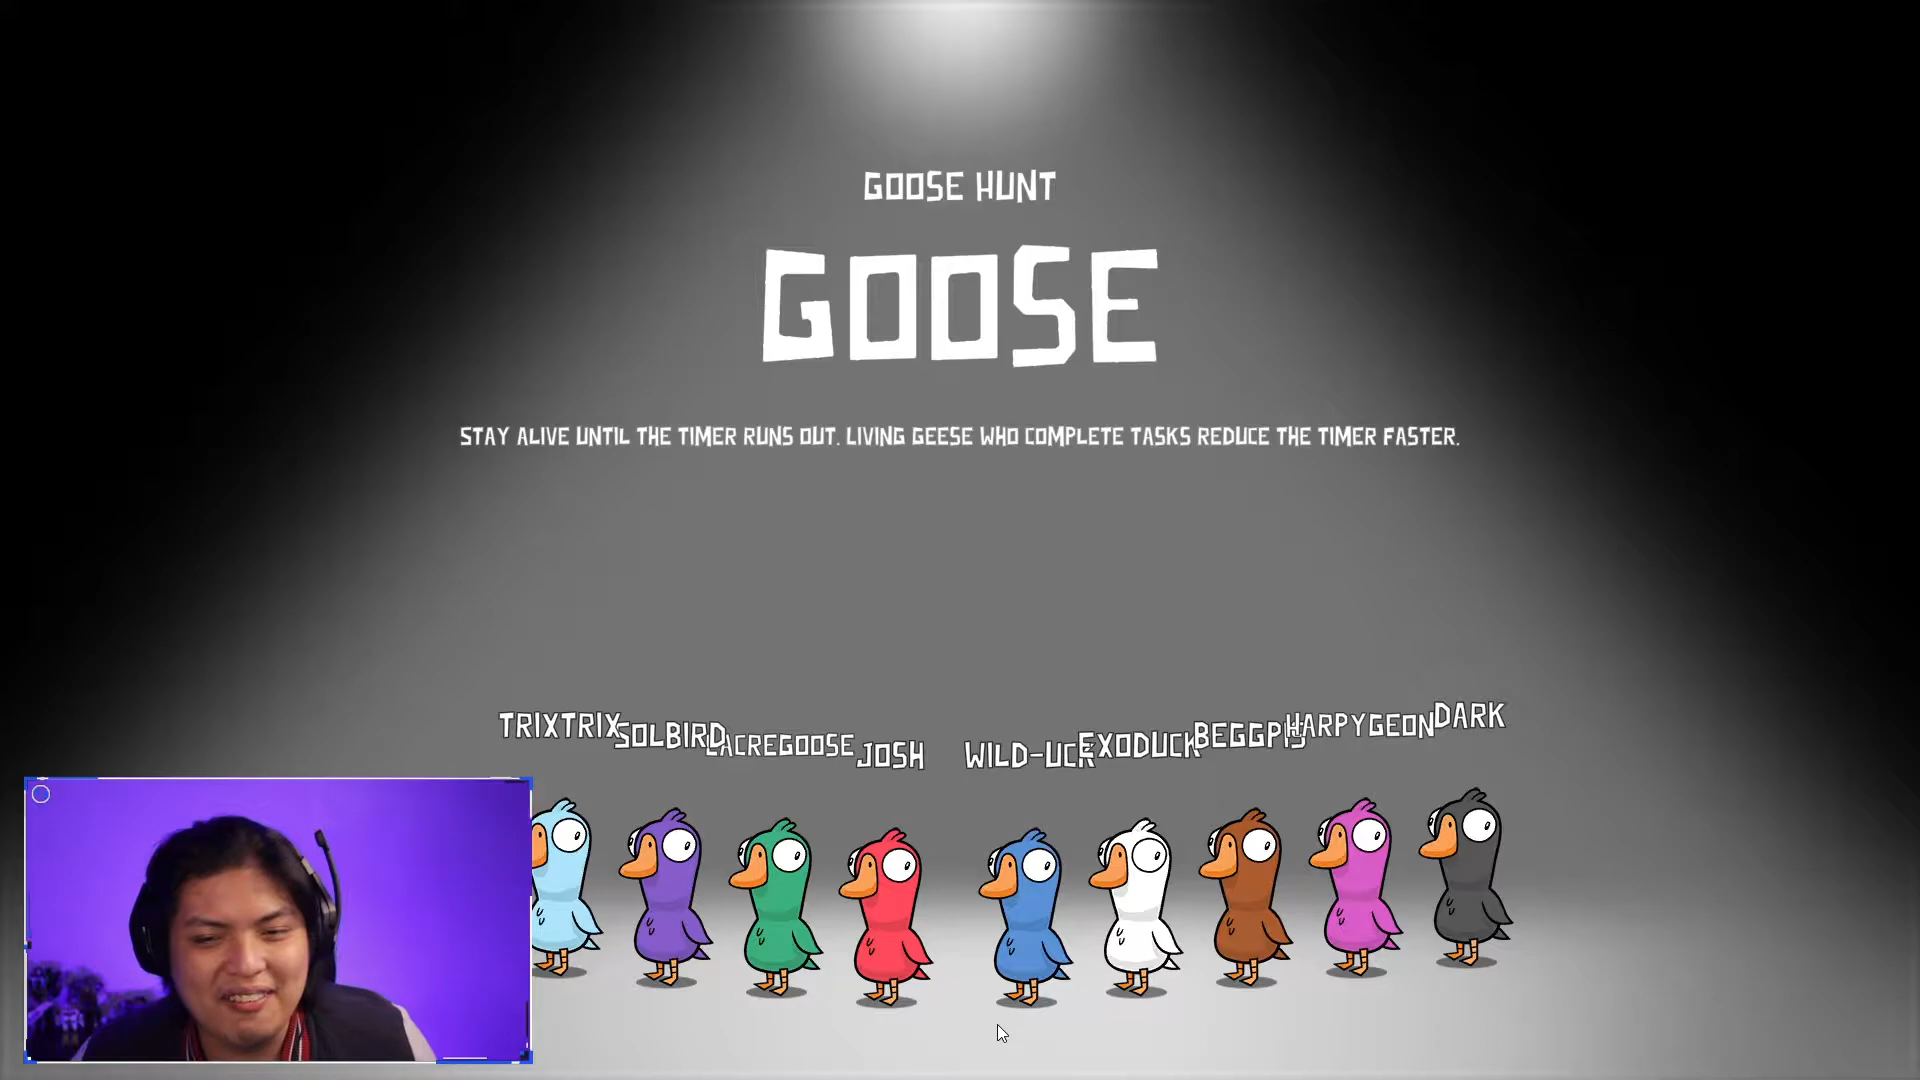 GOOSE HUNT
GOOSE
STAY ALIVE UNTIL THE TIMER RUNS OUT. LIVING GEESE WHO COMPLETE TASKS REDUCE THE TIMER FASTER.
TRIXTRIX SOLBIRD LACREGOOSE JOSH WILD-UCK EXODUCK HARPYGEON DARK